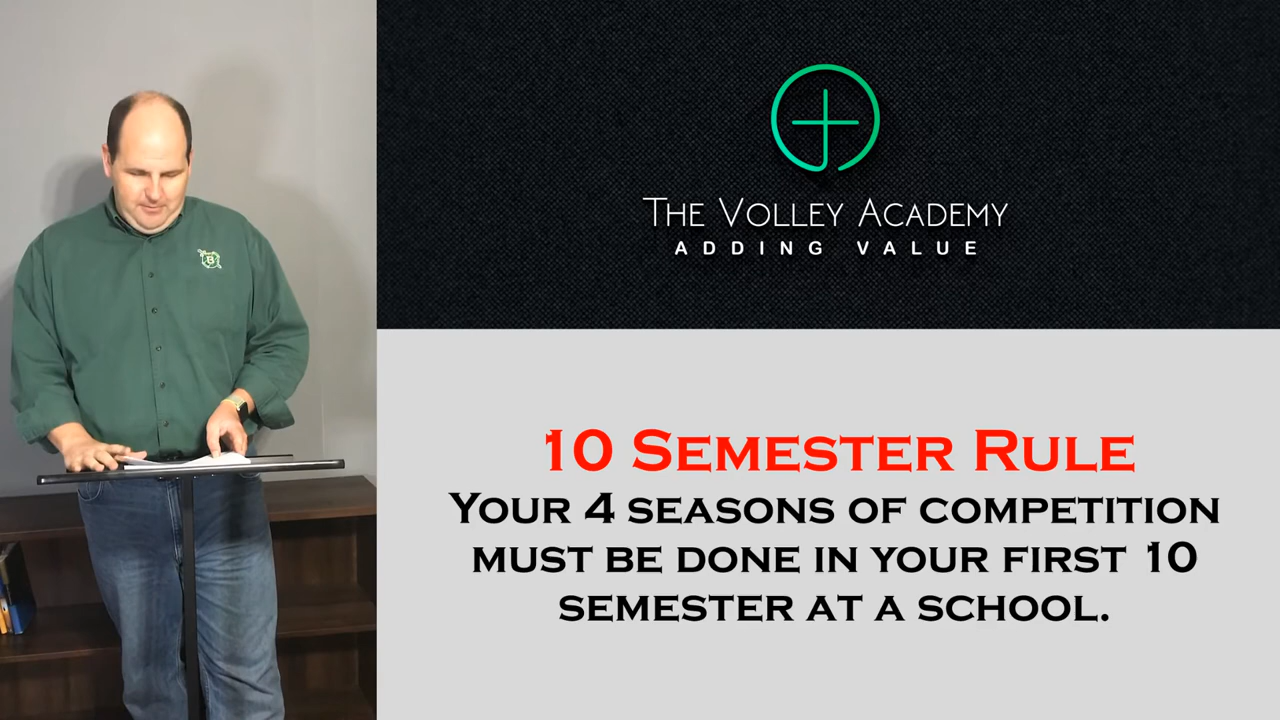 THE VOLLEY ACADEMY
ADDING VALUE
10 SEMESTER RULE
YOUR 4 SEASONS OF COMPETITION
MUST BE DONE IN YOUR FIRST 10
SEMESTER AT A SCHOOL.
B